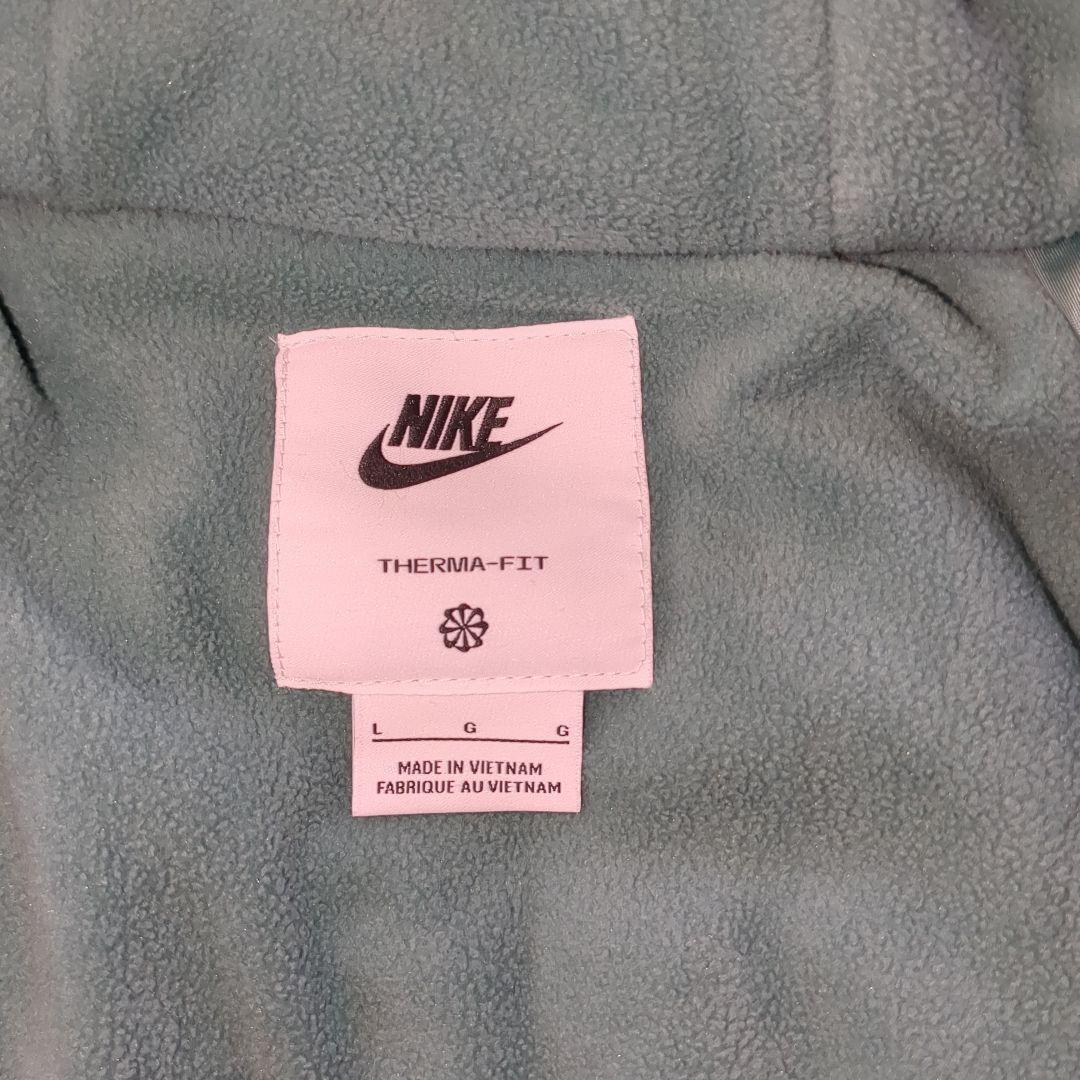 NIKE
THERMA-FIT
L G G
MADE IN VIETNAM
FABRIQUE AU VIETNAM